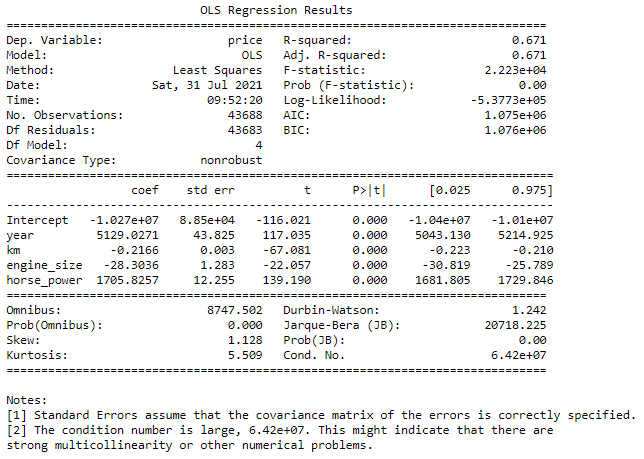 OLS Regression Results
==============================================================================
Dep. Variable:                  price   R-squared:                       0.671
Model:                            OLS   Adj. R-squared:                  0.671
Method:                 Least Squares   F-statistic:                 2.223e+04
Date:                Sat, 31 Jul 2021   Prob (F-statistic):               0.00
Time:                        09:52:20   Log-Likelihood:            -5.3773e+05
No. Observations:               43688   AIC:                         1.075e+06
Df Residuals:                   43683   BIC:                         1.076e+06
Df Model:                           4
Covariance Type:            nonrobust
===============================================================================
                  coef    std err          t      P>|t|      [0.025      0.975]
-------------------------------------------------------------------------------
Intercept   -1.027e+07   8.85e+04   -116.021      0.000   -1.04e+07   -1.01e+07
year         5129.0271     43.825    117.035      0.000    5043.130    5214.925
km             -0.2166      0.003    -67.081      0.000      -0.223      -0.210
engine_size   -28.3036      1.283    -22.057      0.000     -30.819     -25.789
horse_power  1705.8257     12.255    139.190      0.000    1681.805    1729.846
==============================================================================
Omnibus:                     8747.502   Durbin-Watson:                   1.242
Prob(Omnibus):                  0.000   Jarque-Bera (JB):            20718.225
Skew:                           1.128   Prob(JB):                         0.00
Kurtosis:                       5.509   Cond. No.                     6.42e+07
==============================================================================
Notes:
[1] Standard Errors assume that the covariance matrix of the errors is correctly specified.
[2] The condition number is large, 6.42e+07. This might indicate that there are
strong multicollinearity or other numerical problems.